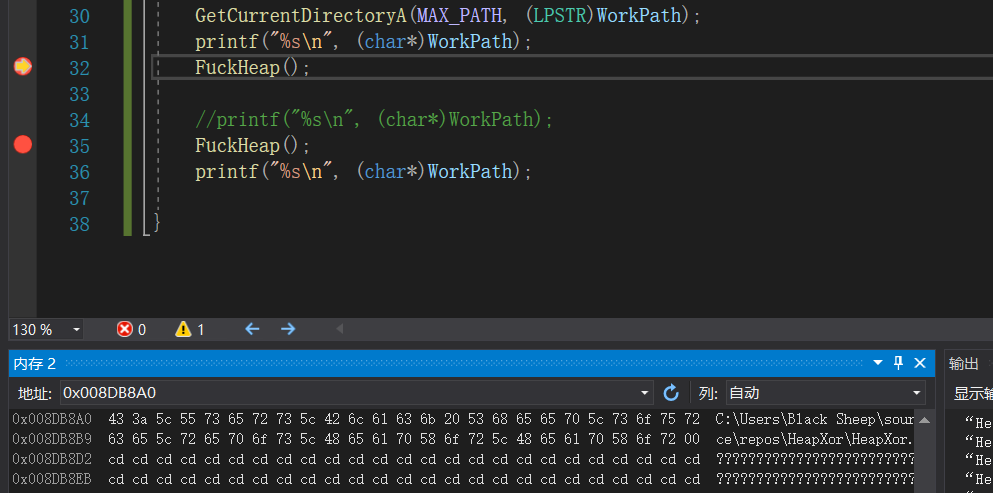 30 GetCurrentDirectoryA(MAX_PATH, (LPSTR)WorkPath);
31 printf("%s\n", (char*)WorkPath);
32 FuckHeap();
33
34 //printf("%s\n", (char*)WorkPath);
35 FuckHeap();
36 printf("%s\n", (char*)WorkPath);
37
38 }
130 % 0 1
内存 2
输出
地址: 0x008DB8A0 列: 自动
显示输
0x008DB8A0 43 3a 5c 55 73 65 72 73 5c 42 6c 61 63 6b 20 53 68 65 65 70 5c 73 6f 75 72 C:\Users\Black Sheep\sour
“He
0x008DB8B9 63 65 5c 72 65 70 6f 73 5c 48 65 61 70 58 6f 72 5c 48 65 61 70 58 6f 72 00 ce\repos\HeapXor\HeapXor.
“He
0x008DB8D2 cd cd cd cd cd cd cd cd cd cd cd cd cd cd cd cd cd cd cd cd cd cd cd cd cd ?????????????????????????
“He
0x008DB8EB cd cd cd cd cd cd cd cd cd cd cd cd cd cd cd cd cd cd cd cd cd cd cd cd cd ?????????????????????????
“He